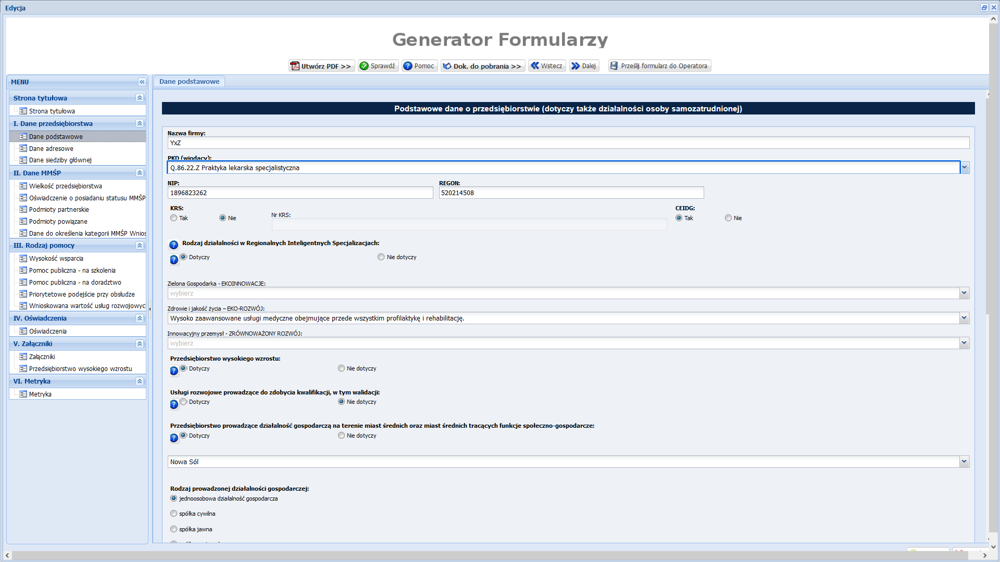 Edycja
Generator Formularzy
Utwórz PDF >>
Sprawdź
Pomoc
Dok. do pobrania >>
Wstecz
Dalej
Prześlij formularz do Operatora
MENU
Strona tytułowa
Strona tytułowa
I. Dane przedsiębiorstwa
Dane podstawowe
Dane adresowe
Dane siedziby głównej
II. Dane MMŚP
Wielkość przedsiębiorstwa
Oświadczenie o posiadaniu statusu MMŚP
Podmioty partnerskie
Podmioty powiązane
Dane do określenia kategorii MMŚP Wnios
III. Rodzaj pomocy
Wysokość wsparcia
Pomoc publiczna - na szkolenia
Pomoc publiczna - na doradztwo
Priorytetowe podejście przy obsłudze
Wnioskowana wartość usług rozwojowyc
IV. Oświadczenia
Oświadczenia
V. Załączniki
Załączniki
Przedsiębiorstwo wysokiego wzrostu
VI. Metryka
Metryka
Dane podstawowe
Podstawowe dane o przedsiębiorstwie (dotyczy także działalności osoby samozatrudnionej)
Nazwa firmy:
YxZ
PKD (wiodący):
Q.86.22.Z Praktyka lekarska specjalistyczna
NIP:
1896823262
REGON:
520214508
KRS:
Tak
Nie
Nr KRS:
CEIDG:
Tak
Nie
Rodzaj działalności w Regionalnych Inteligentnych Specjalizacjach:
Dotyczy
Nie dotyczy
Zielona Gospodarka - EKOINNOWACJE:
wybierz
Zdrowie i jakość życia – EKO-ROZWÓJ:
Wysoko zaawansowane usługi medyczne obejmujące przede wszystkim profilaktykę i rehabilitację.
Innowacyjny przemysł - ZRÓWNOWAŻONY ROZWÓJ:
wybierz
Przedsiębiorstwo wysokiego wzrostu:
Dotyczy
Nie dotyczy
Usługi rozwojowe prowadzące do zdobycia kwalifikacji, w tym walidacji:
Dotyczy
Nie dotyczy
Przedsiębiorstwo prowadzące działalność gospodarczą na terenie miast średnich oraz miast średnich tracących funkcje społeczno-gospodarcze:
Dotyczy
Nie dotyczy
Nowa Sól
Rodzaj prowadzonej działalności gospodarczej:
jednoosobowa działalność gospodarcza
spółka cywilna
spółka jawna